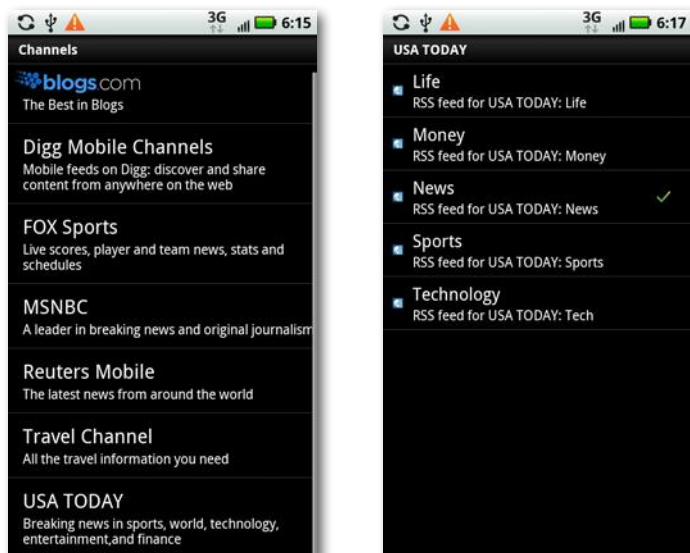 3G 6:15
Channels
blogs.com
The Best in Blogs
Digg Mobile Channels
Mobile feeds on Digg: discover and share
content from anywhere on the web
FOX Sports
Live scores, player and team news, stats and
schedules
MSNBC
A leader in breaking news and original journalism
Reuters Mobile
The latest news from around the world
Travel Channel
All the travel information you need
USA TODAY
Breaking news in sports, world, technology,
entertainment,and finance
3G 6:17
USA TODAY
Life
RSS feed for USA TODAY: Life
Money
RSS feed for USA TODAY: Money
News
RSS feed for USA TODAY: News
Sports
RSS feed for USA TODAY: Sports
Technology
RSS feed for USA TODAY: Tech